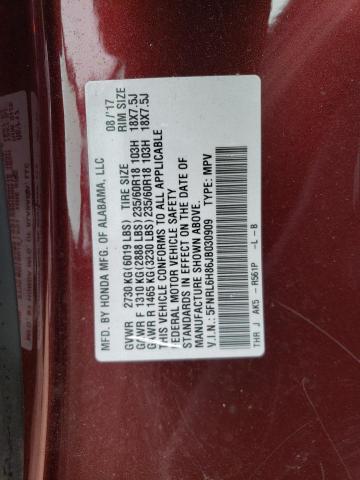 MFD. BY HONDA MFG. OF ALABAMA, LLC 08/'17
GVWR 2730 KG(6019 LBS) TIRE SIZE RIM SIZE
GAWR F 1310 KG(2888 LBS) 235/60R18 103H 18X7.5J
GAWR R 1465 KG(3230 LBS) 235/60R18 103H 18X7.5J
THIS VEHICLE CONFORMS TO ALL APPLICABLE
FEDERAL MOTOR VEHICLE SAFETY
STANDARDS IN EFFECT ON THE DATE OF
MANUFACTURE SHOWN ABOVE.
V.I.N.: 5FNRL6H86JB030909 TYPE: MPV
THR J AK5 - R561P -L-B